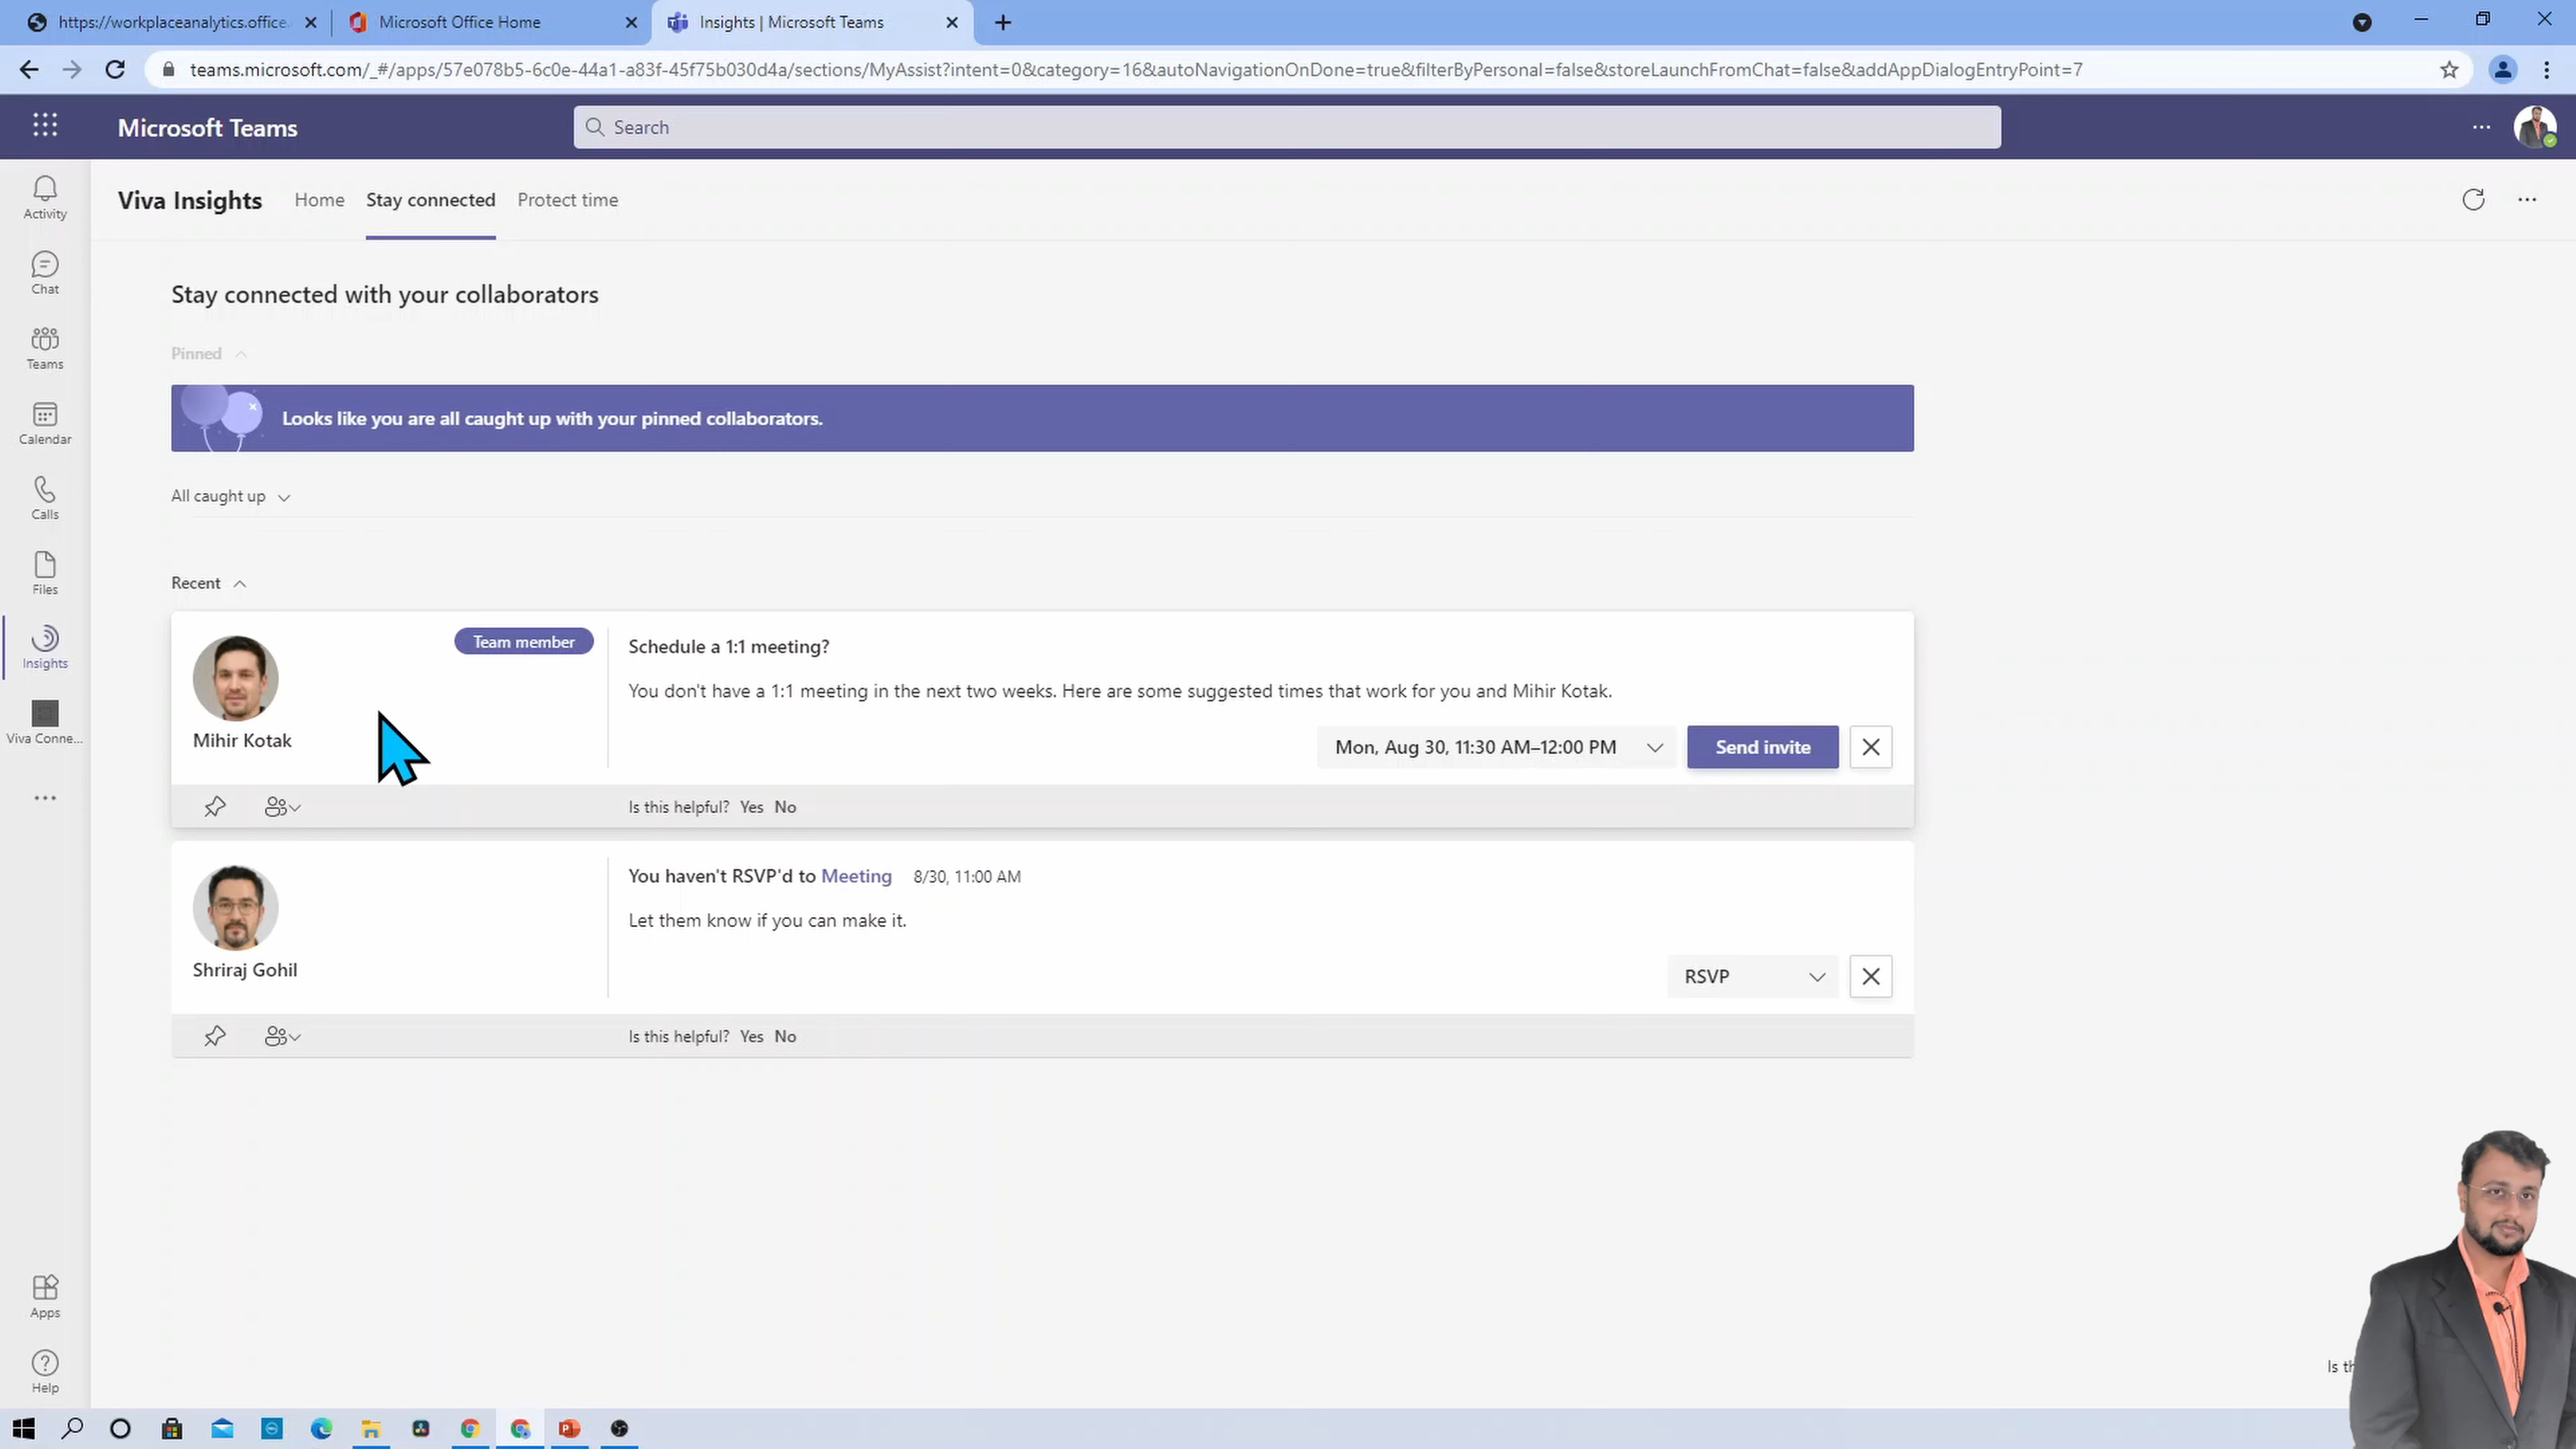 https://workplaceanalytics.office.
Microsoft Office Home
Insights | Microsoft Teams
teams.microsoft.com/_#/apps/57e078b5-6c0e-44a1-a83f-45f75b030d4a/sections/MyAssist?intent=0&category=16&autoNavigationOnDone=true&filterByPersonal=false&storeLaunchFromChat=false&addAppDialogEntryPoint=7
Microsoft Teams
Search
Activity
Chat
Teams
Calendar
Calls
Files
Insights
Viva Conne...
Apps
Help
Viva Insights
Home
Stay connected
Protect time
Stay connected with your collaborators
Pinned
Looks like you are all caught up with your pinned collaborators.
All caught up
Recent
Team member
Mihir Kotak
Schedule a 1:1 meeting?
You don't have a 1:1 meeting in the next two weeks. Here are some suggested times that work for you and Mihir Kotak.
Mon, Aug 30, 11:30 AM–12:00 PM
Send invite
Is this helpful? Yes No
Shriraj Gohil
You haven't RSVP'd to Meeting 8/30, 11:00 AM
Let them know if you can make it.
RSVP
Is this helpful? Yes No
Is